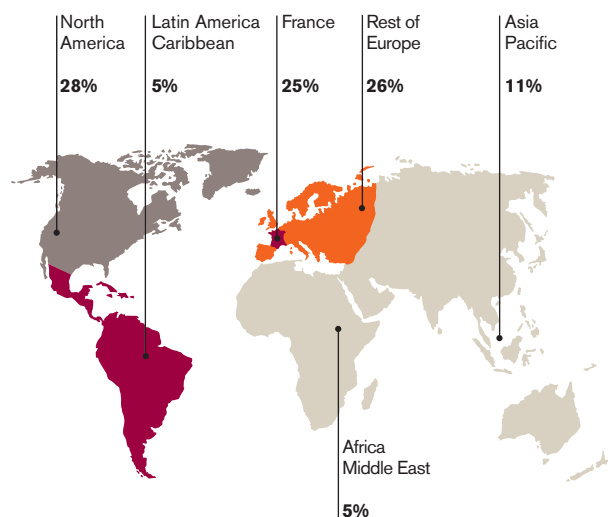 North
America
28%
Latin America
Caribbean
5%
France
25%
Rest of
Europe
26%
Asia
Pacific
11%
Africa
Middle East
5%